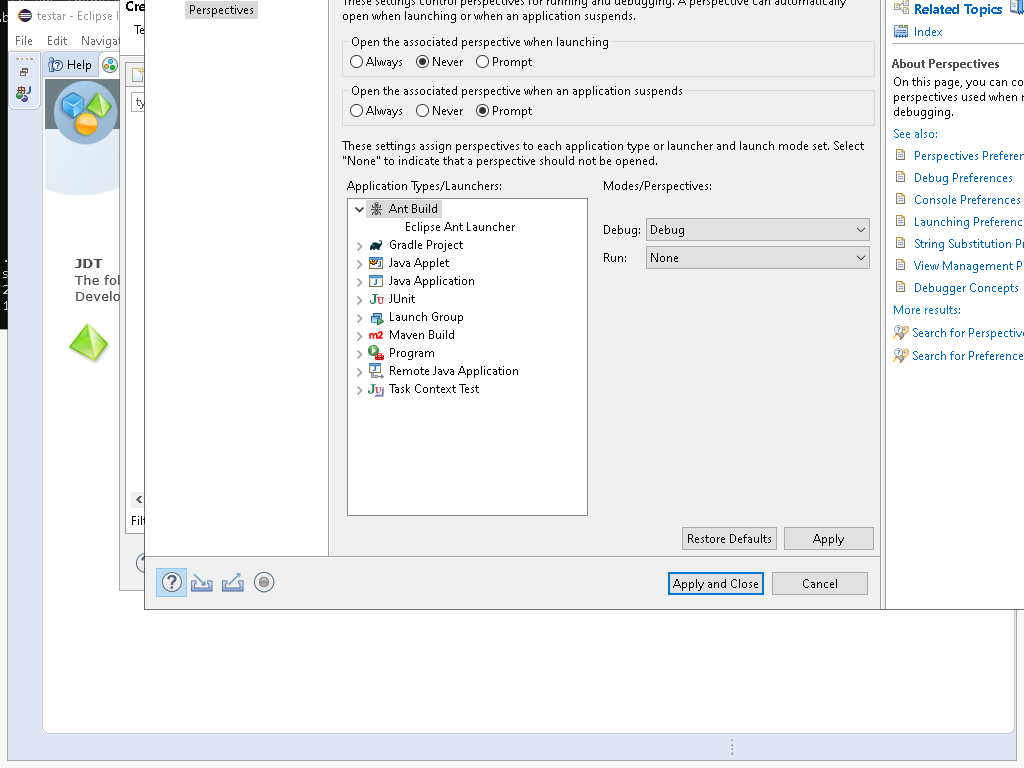 testar - Eclipse I
File Edit Navigat
Help
Cre
Te
ty
JDT
The fol
Develo
Filt
Perspectives
These settings control perspectives for running and debugging. A perspective can automatically
open when launching or when an application suspends.
Open the associated perspective when launching
Always Never Prompt
Open the associated perspective when an application suspends
Always Never Prompt
These settings assign perspectives to each application type or launcher and launch mode set. Select
"None" to indicate that a perspective should not be opened.
Application Types/Launchers:
Ant Build
Eclipse Ant Launcher
Gradle Project
Java Applet
Java Application
JUnit
Launch Group
Maven Build
Program
Remote Java Application
Task Context Test
Modes/Perspectives:
Debug: Debug
Run: None
Restore Defaults Apply
Apply and Close Cancel
Related Topics
Index
About Perspectives
On this page, you can co
perspectives used when r
debugging.
See also:
Perspectives Preferen
Debug Preferences
Console Preferences
Launching Preferenc
String Substitution Pr
View Management P
Debugger Concepts
More results:
Search for Perspective
Search for Preference